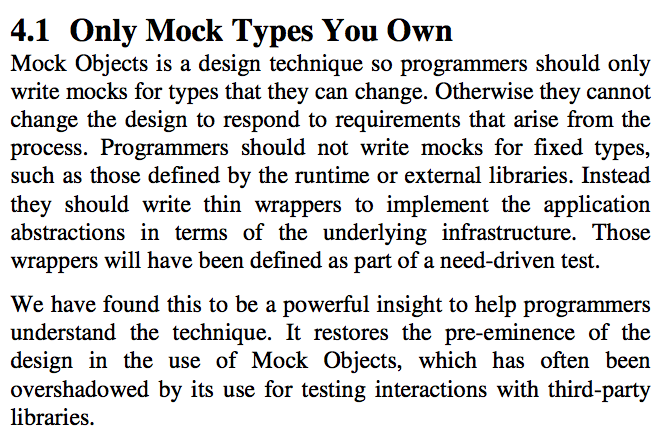 4.1 Only Mock Types You Own
Mock Objects is a design technique so programmers should only
write mocks for types that they can change. Otherwise they cannot
change the design to respond to requirements that arise from the
process. Programmers should not write mocks for fixed types,
such as those defined by the runtime or external libraries. Instead
they should write thin wrappers to implement the application
abstractions in terms of the underlying infrastructure. Those
wrappers will have been defined as part of a need-driven test.
We have found this to be a powerful insight to help programmers
understand the technique. It restores the pre-eminence of the
design in the use of Mock Objects, which has often been
overshadowed by its use for testing interactions with third-party
libraries.